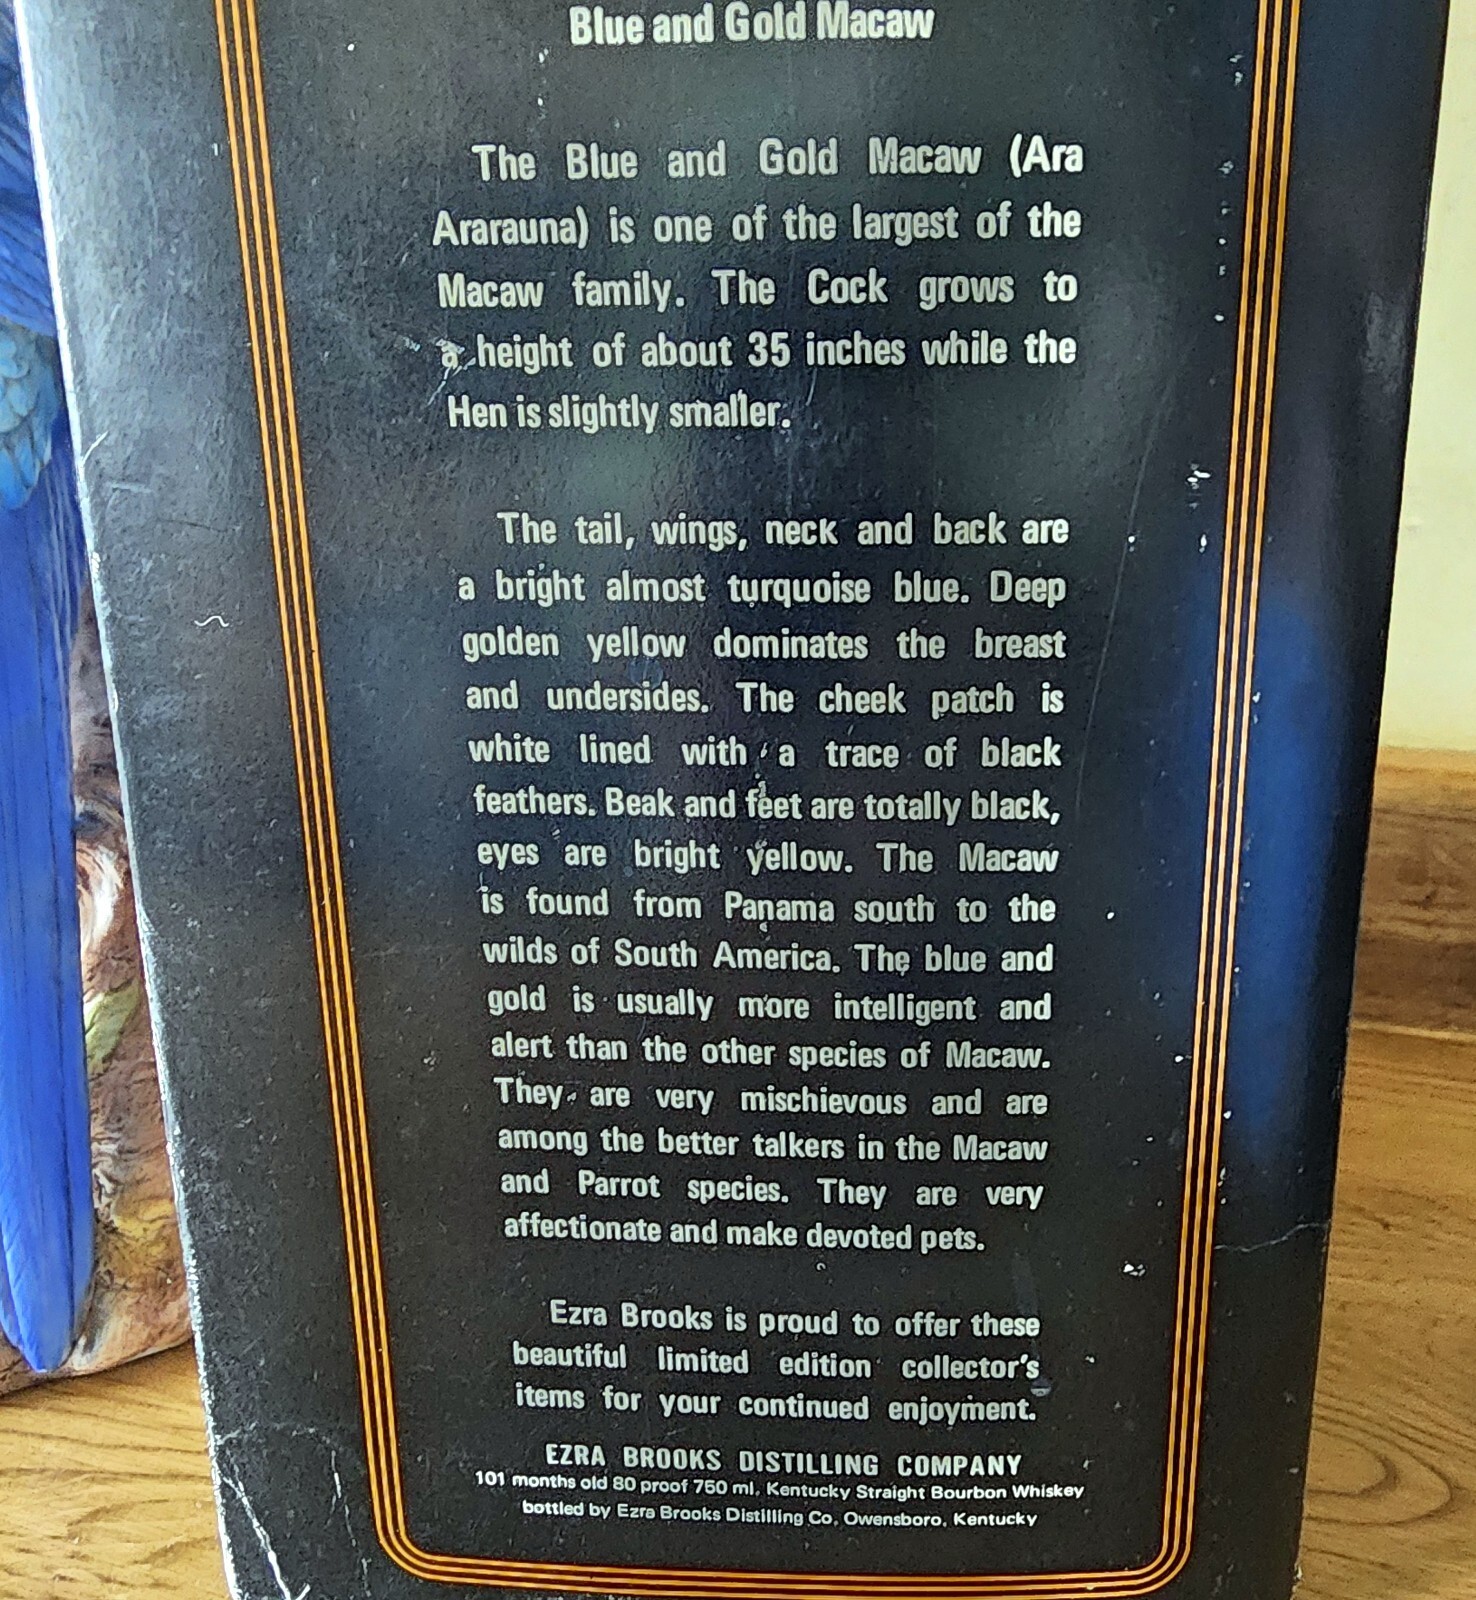 Blue and Gold Macaw
The Blue and Gold Macaw (Ara
Ararauna) is one of the largest of the
Macaw family. The Cock grows to
a height of about 35 inches while the
Hen is slightly smaller.
The tail, wings, neck and back are
a bright almost turquoise blue. Deep
golden yellow dominates the breast
and undersides. The cheek patch is
white lined with a trace of black
feathers. Beak and feet are totally black,
eyes are bright yellow. The Macaw
is found from Panama south to the
wilds of South America. The blue and
gold is usually more intelligent and
alert than the other species of Macaw.
They are very mischievous and are
among the better talkers in the Macaw
and Parrot species. They are very
affectionate and make devoted pets.
Ezra Brooks is proud to offer these
beautiful limited edition collector's
items for your continued enjoyment.
EZRA BROOKS DISTILLING COMPANY
101 months old 80 proof 750 ml, Kentucky Straight Bourbon Whiskey
bottled by Ezra Brooks Distilling Co, Owensboro, Kentucky